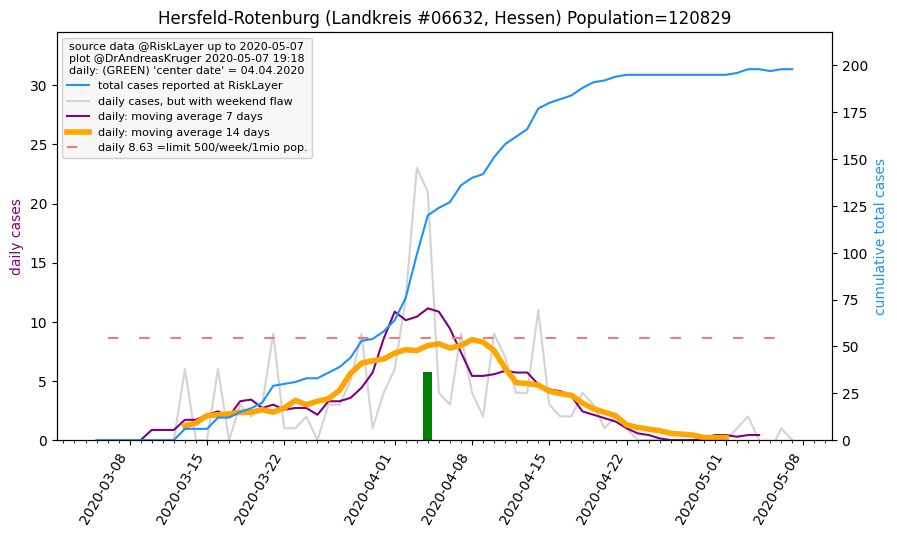 Hersfeld-Rotenburg (Landkreis #06632, Hessen) Population=120829
source data @RiskLayer up to 2020-05-07
plot @DrAndreasKruger 2020-05-07 19:18
daily: (GREEN) 'center date' = 04.04.2020
total cases reported at RiskLayer
daily cases, but with weekend flaw
daily: moving average 7 days
daily: moving average 14 days
daily 8.63 =limit 500/week/1mio pop.
daily cases
30
25
20
15
10
5
0
cumulative total cases
200
175
150
125
100
75
50
25
0
2020-03-08
2020-03-15
2020-03-22
2020-04-01
2020-04-08
2020-04-15
2020-04-22
2020-05-01
2020-05-08